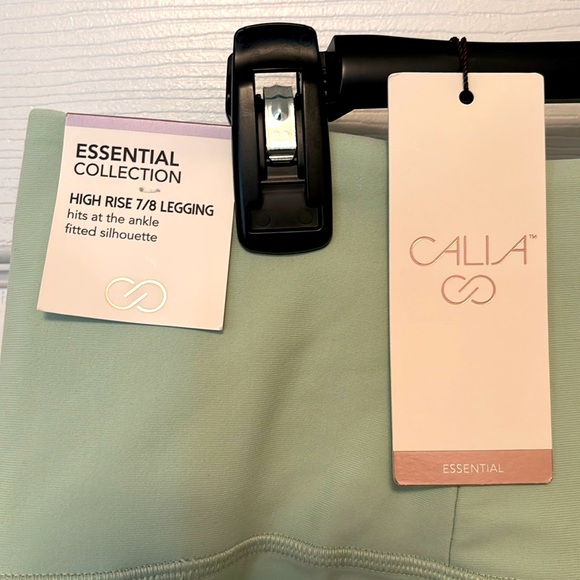 ESSENTIAL
COLLECTION
HIGH RISE 7/8 LEGGING
hits at the ankle
fitted silhouette
CALIA™
ESSENTIAL